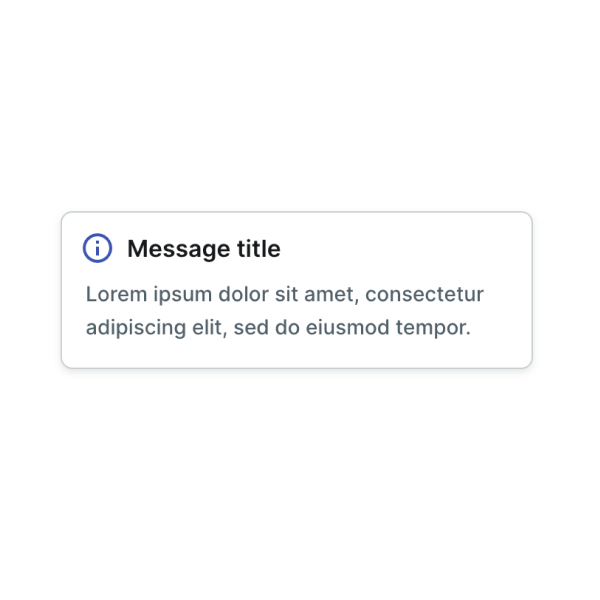 Message title
Lorem ipsum dolor sit amet, consectetur
adipiscing elit, sed do eiusmod tempor.